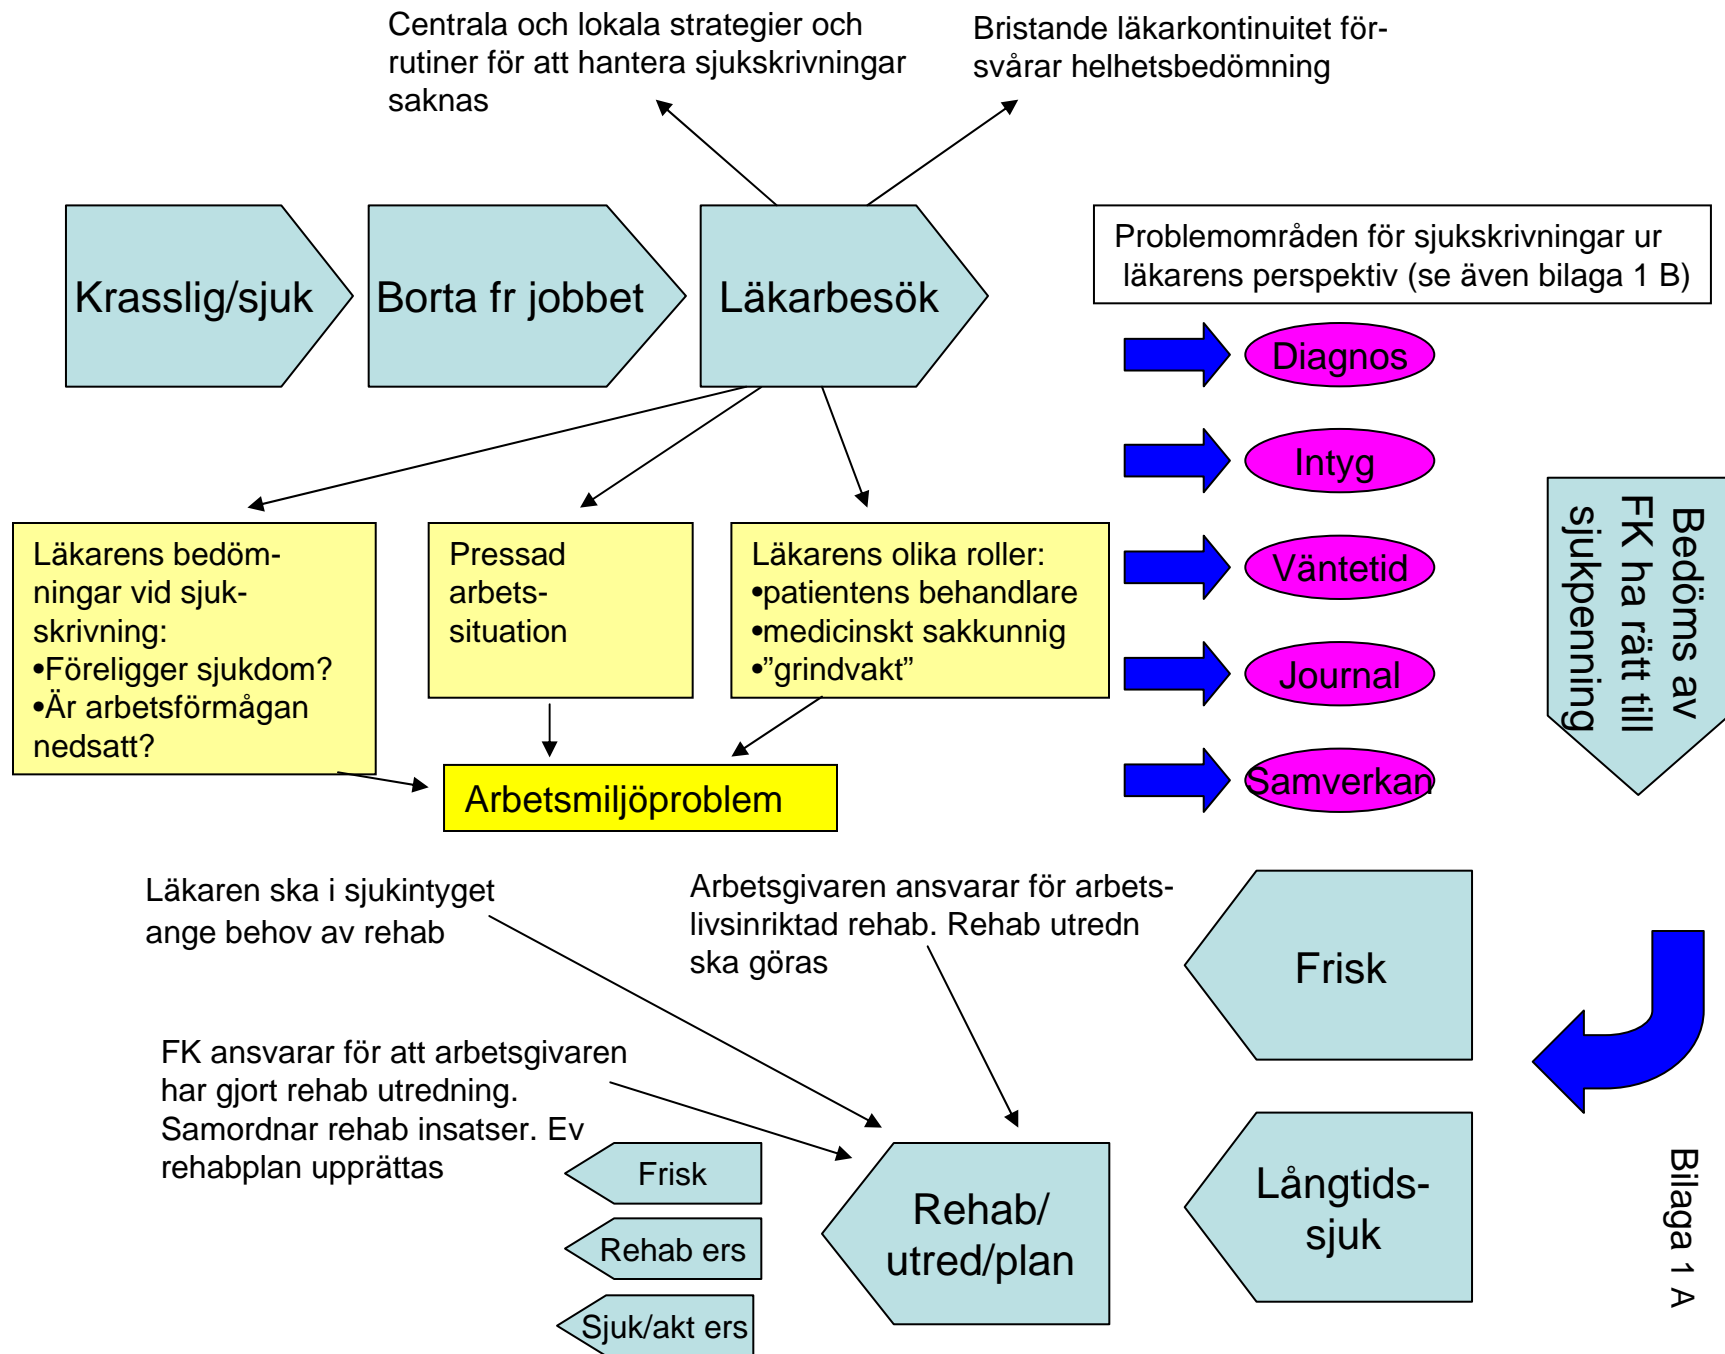 Centrala och lokala strategier och
rutiner för att hantera sjukskrivningar
saknas
Bristande läkarkontinuitet för-
svårar helhetsbedömning
Krasslig/sjuk
Borta fr jobbet
Läkarbesök
Problemområden för sjukskrivningar ur
läkarens perspektiv (se även bilaga 1 B)
Diagnos
Intyg
Väntetid
Journal
Samverkan
Bedöms av
FK ha rätt till
sjukpenning
Läkarens bedöm-
ningar vid sjuk-
skrivning:
•Föreligger sjukdom?
•Är arbetsförmågan
nedsatt?
Pressad
arbets-
situation
Läkarens olika roller:
•patientens behandlare
•medicinskt sakkunnig
•”grindvakt”
Arbetsmiljöproblem
Läkaren ska i sjukintyget
ange behov av rehab
Arbetsgivaren ansvarar för arbets-
livsinriktad rehab. Rehab utredn
ska göras
FK ansvarar för att arbetsgivaren
har gjort rehab utredning.
Samordnar rehab insatser. Ev
rehabplan upprättas
Frisk
Långtids-
sjuk
Rehab/
utred/plan
Frisk
Rehab ers
Sjuk/akt ers
Bilaga 1 A